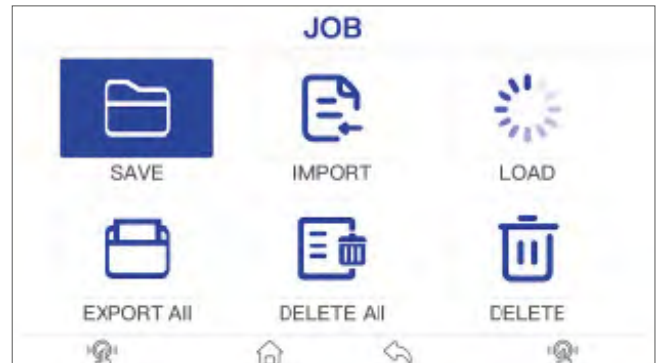 JOB
SAVE IMPORT LOAD
EXPORT All DELETE All DELETE